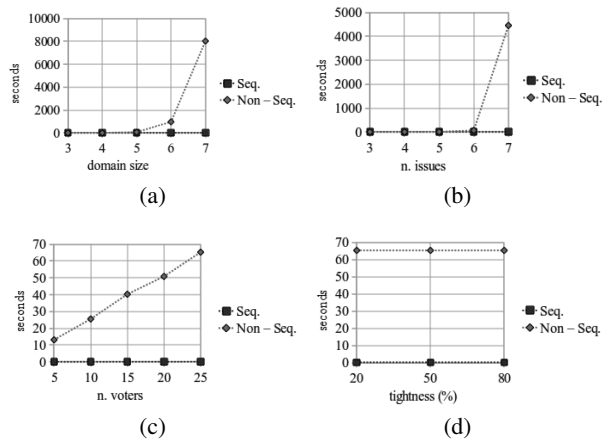 10000
8000
6000
4000
2000
0
seconds
3 4 5 6 7
domain size
Seq.
Non – Seq.
(a)
5000
4000
3000
2000
1000
0
seconds
3 4 5 6 7
n. issues
Seq.
Non – Seq.
(b)
70
60
50
40
30
20
10
0
seconds
5 10 15 20 25
n. voters
Seq.
Non – Seq.
(c)
70
60
50
40
30
20
10
0
seconds
20 50 80
tightness (%)
Seq.
Non – Seq.
(d)